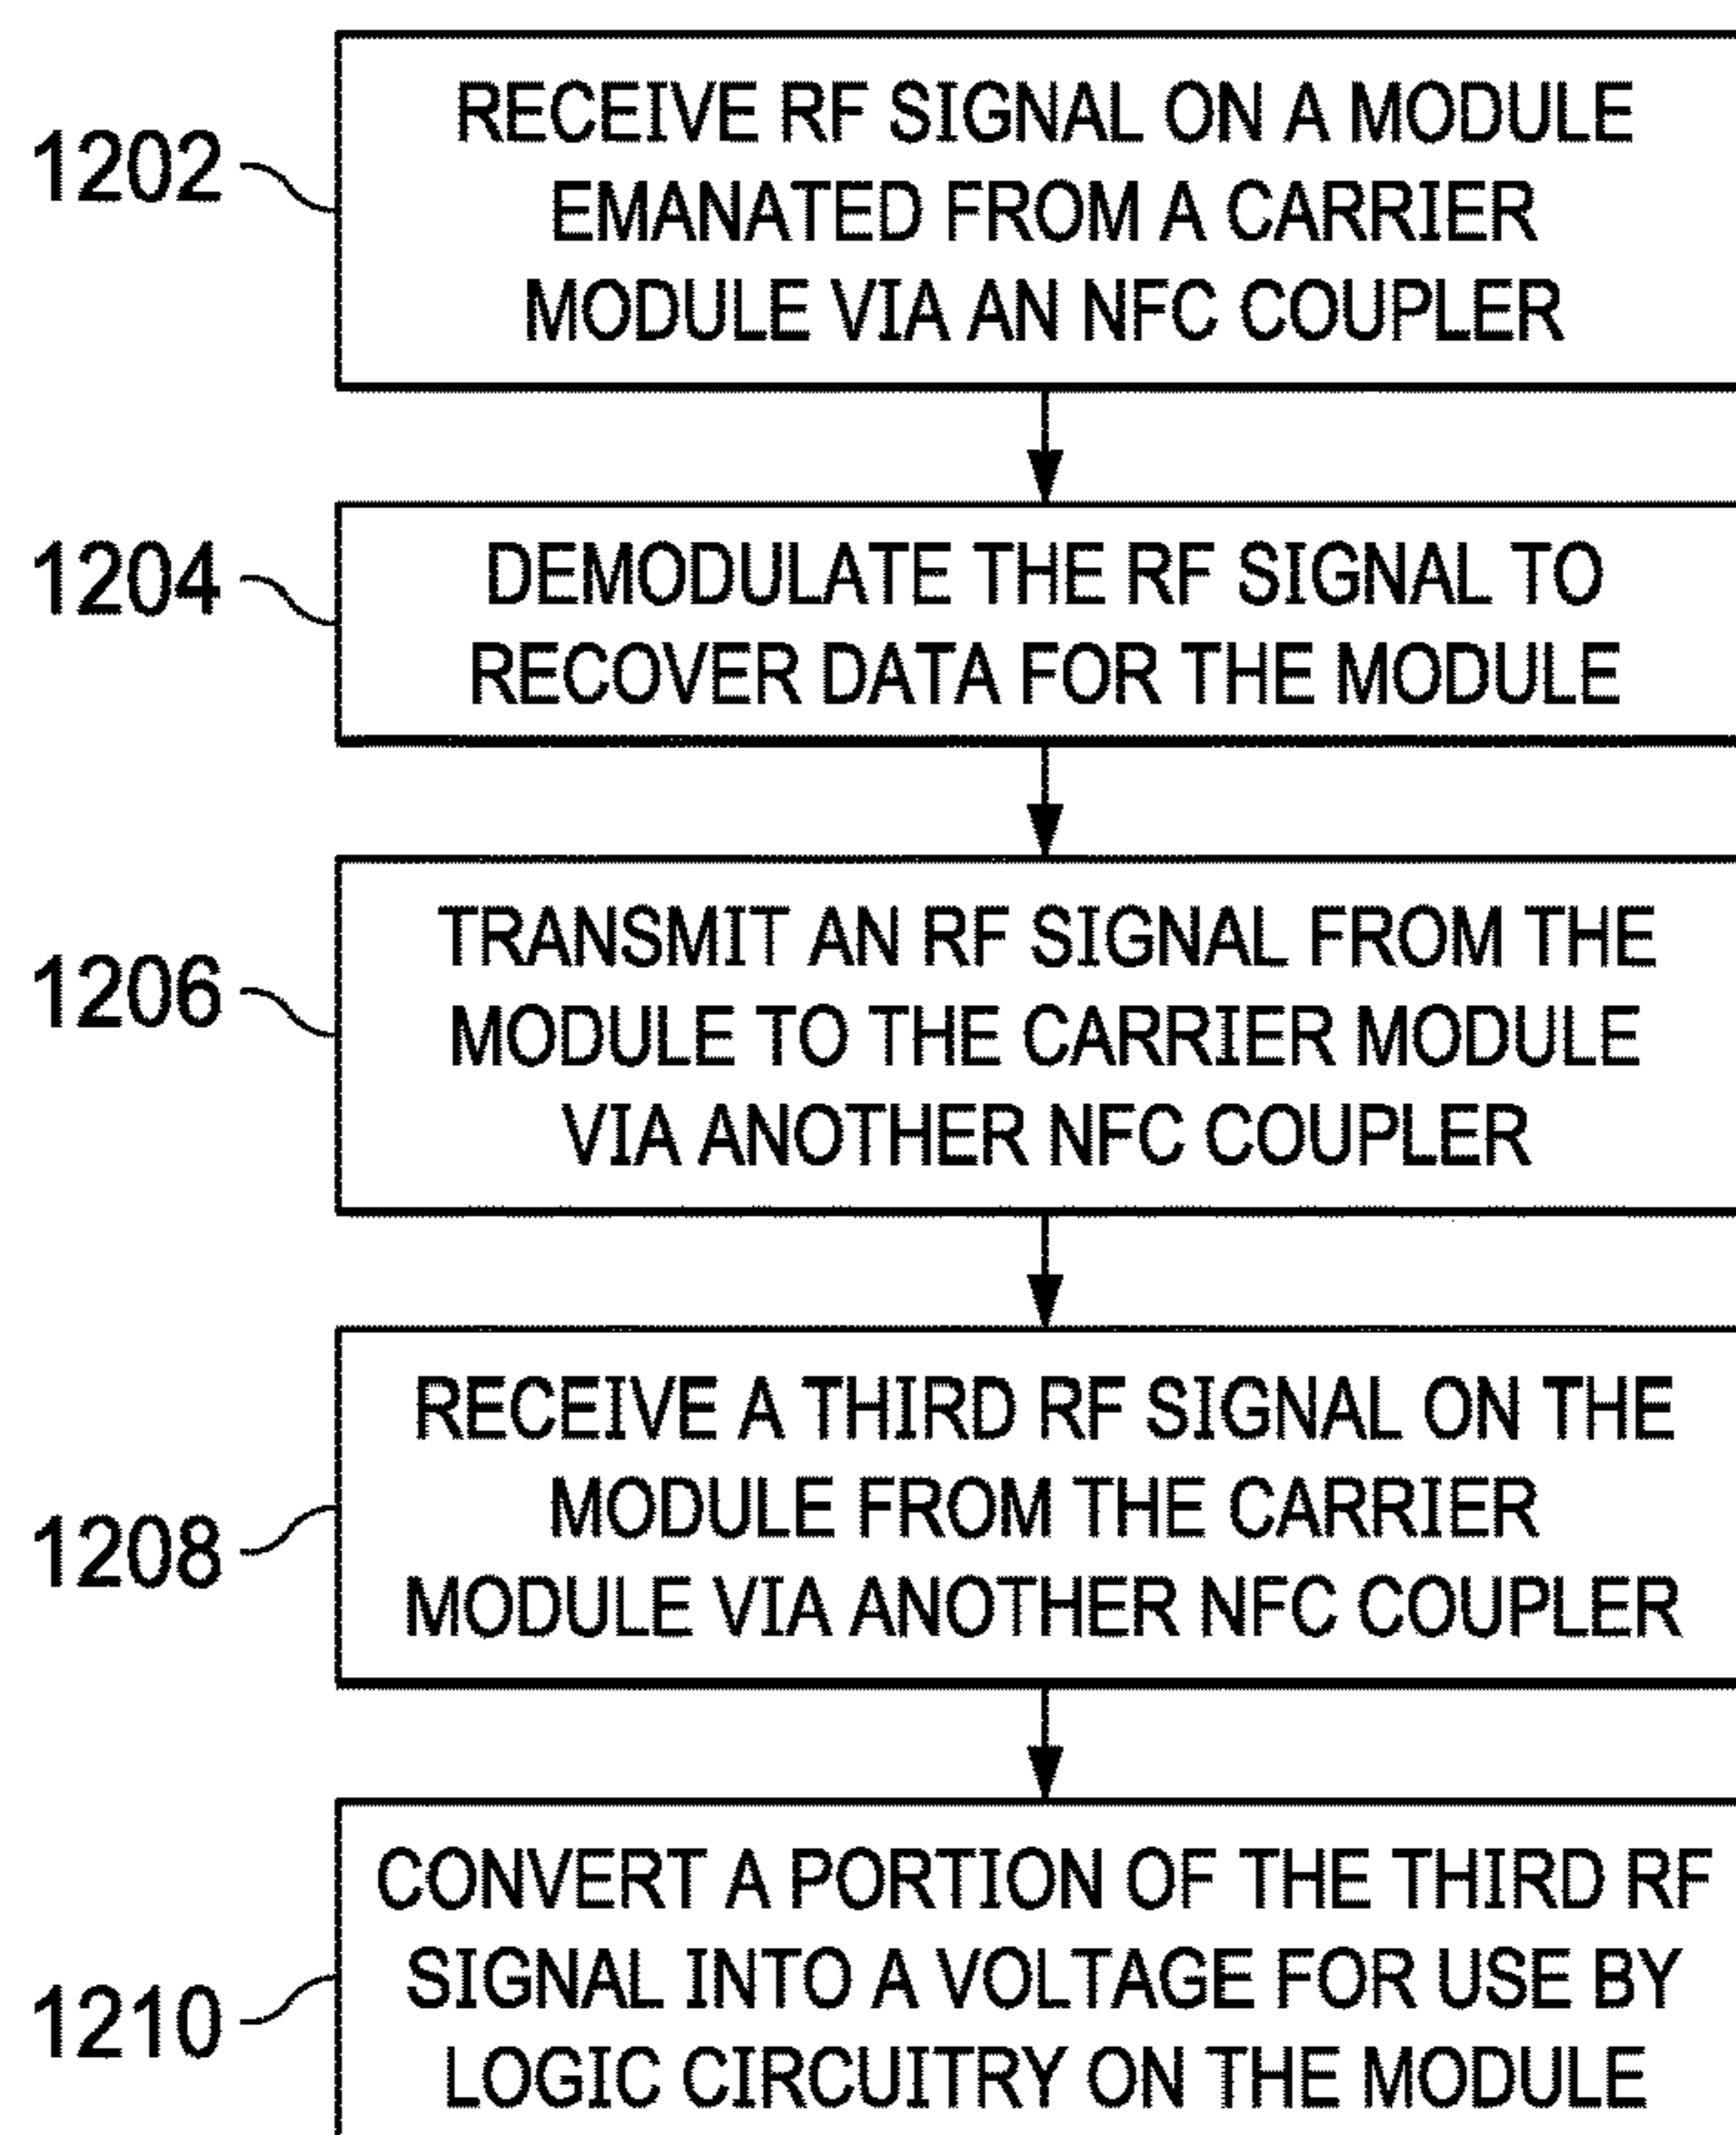 RECEIVE RF SIGNAL ON A MODULE
EMANATED FROM A CARRIER
MODULE VIA AN NFC COUPLER
1202
DEMODULATE THE RF SIGNAL TO
RECOVER DATA FOR THE MODULE
1204
TRANSMIT AN RF SIGNAL FROM THE
MODULE TO THE CARRIER MODULE
VIA ANOTHER NFC COUPLER
1206
RECEIVE A THIRD RF SIGNAL ON THE
MODULE FROM THE CARRIER
MODULE VIA ANOTHER NFC COUPLER
1208
CONVERT A PORTION OF THE THIRD RF
SIGNAL INTO A VOLTAGE FOR USE BY
LOGIC CIRCUITRY ON THE MODULE
1210